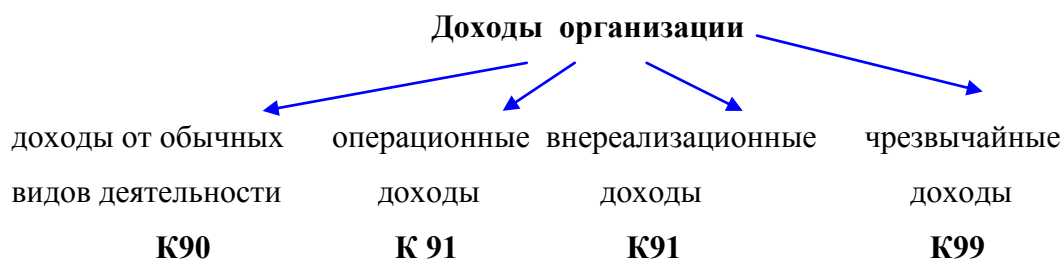 Доходы организации
доходы от обычных операционные внереализационные чрезвычайные
видов деятельности доходы доходы доходы
К90 К 91 К91 К99